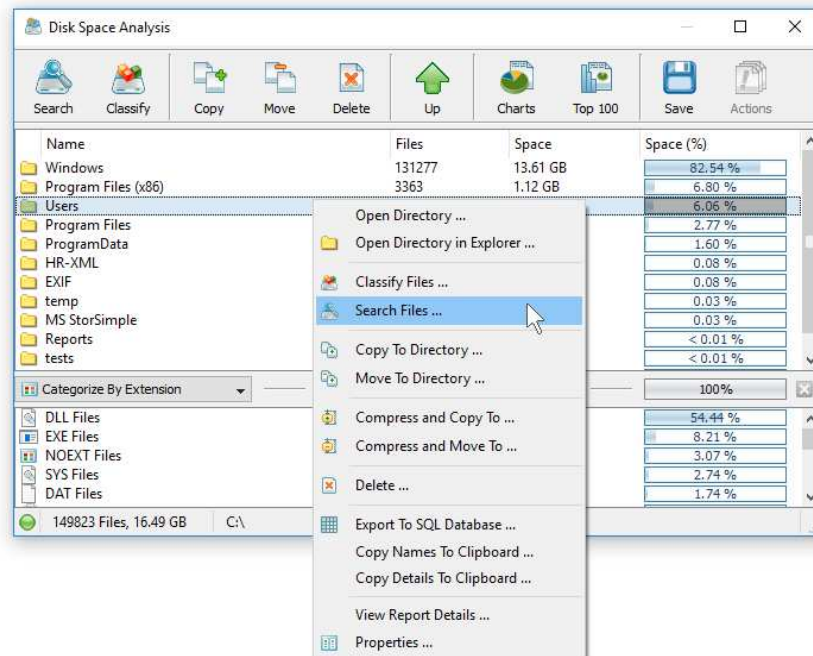 Disk Space Analysis
Search Classify Copy Move Delete Up Charts Top 100 Save Actions
Name Files Space Space (%)
Windows 131277 13.61 GB 82.54 %
Program Files (x86) 3363 1.12 GB 6.80 %
Users 6.06 %
Program Files 2.77 %
ProgramData 1.60 %
HR-XML 0.08 %
EXIF 0.08 %
temp 0.03 %
MS StorSimple 0.03 %
Reports < 0.01 %
tests < 0.01 %
Categorize By Extension 100%
DLL Files 54.44 %
EXE Files 8.21 %
NOEXT Files 3.07 %
SYS Files 2.74 %
DAT Files 1.74 %
149823 Files, 16.49 GB C:\
Open Directory ...
Open Directory in Explorer ...
Classify Files ...
Search Files ...
Copy To Directory ...
Move To Directory ...
Compress and Copy To ...
Compress and Move To ...
Delete ...
Export To SQL Database ...
Copy Names To Clipboard ...
Copy Details To Clipboard ...
View Report Details ...
Properties ...